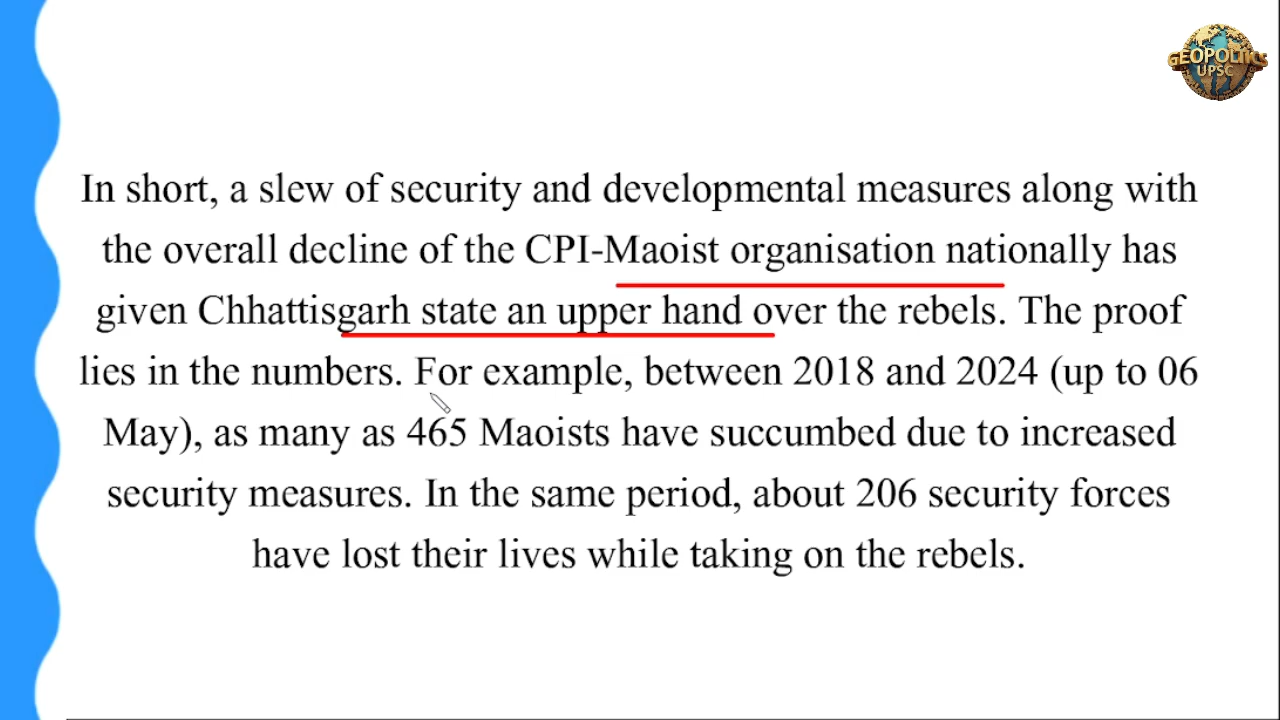 GEOPOLITIKS
UPSC
In short, a slew of security and developmental measures along with
the overall decline of the CPI-Maoist organisation nationally has
given Chhattisgarh state an upper hand over the rebels. The proof
lies in the numbers. For example, between 2018 and 2024 (up to 06
May), as many as 465 Maoists have succumbed due to increased
security measures. In the same period, about 206 security forces
have lost their lives while taking on the rebels.